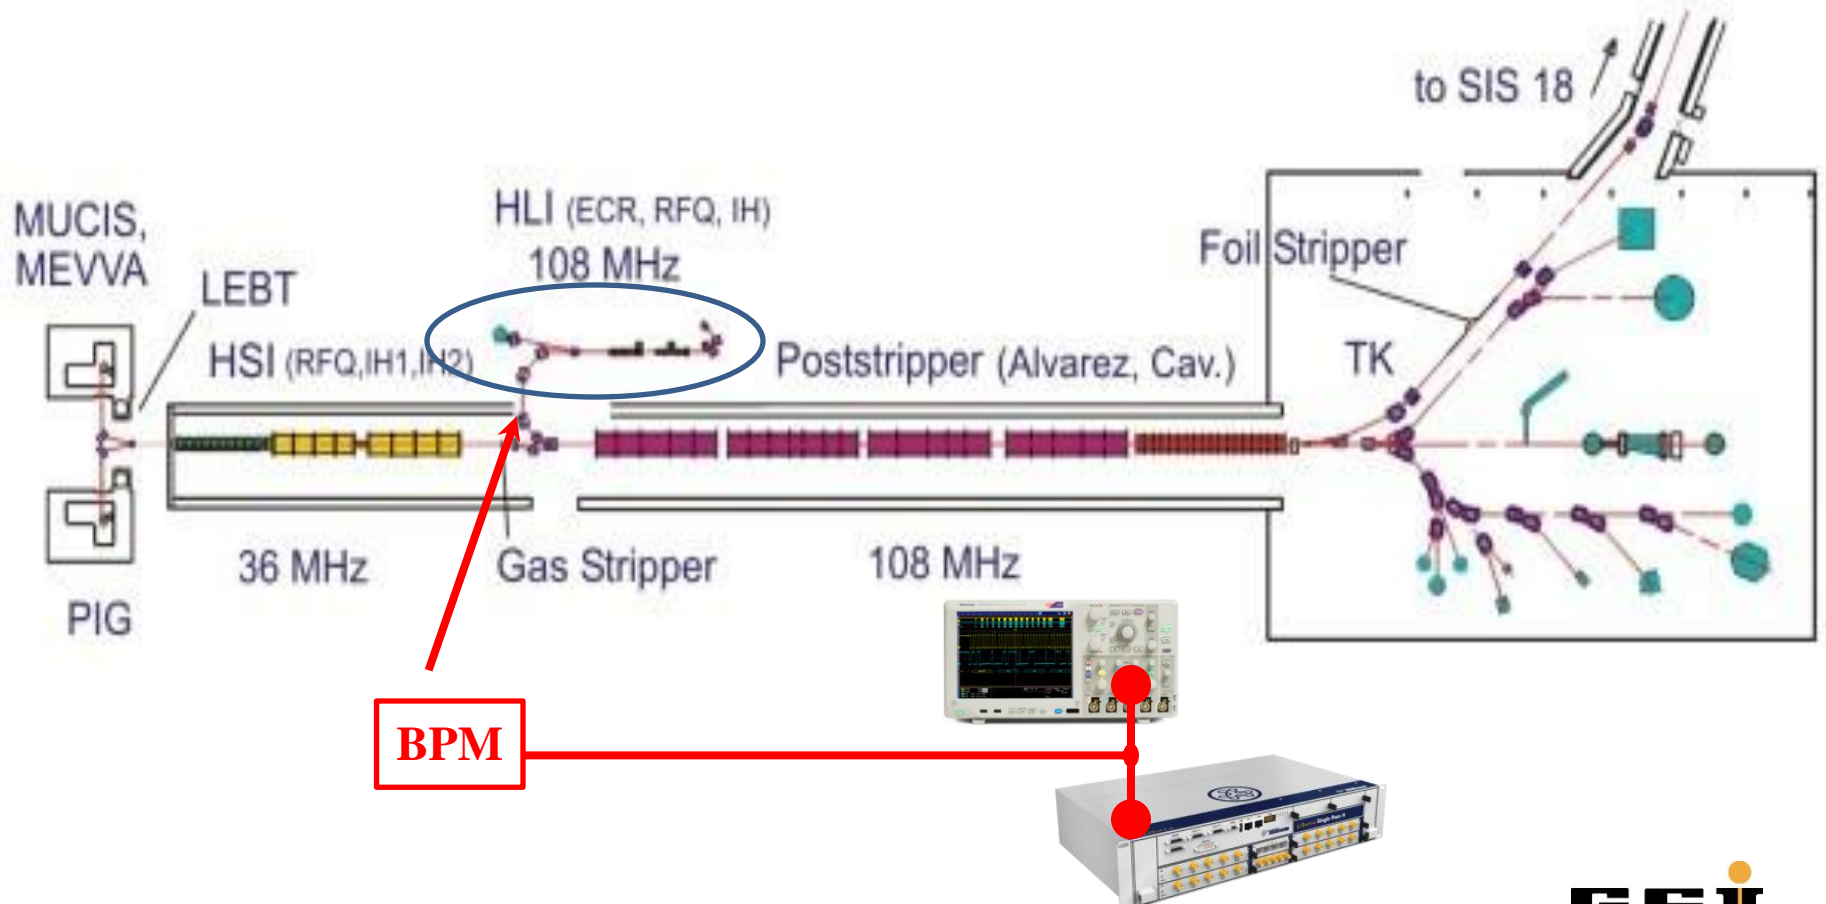 to SIS 18
MUCIS,
MEVVA
HLI (ECR, RFQ, IH)
108 MHz
Foil Stripper
LEBT
HSI (RFQ,IH1,IH2)
Poststripper (Alvarez, Cav.)
TK
36 MHz
Gas Stripper
108 MHz
PIG
BPM